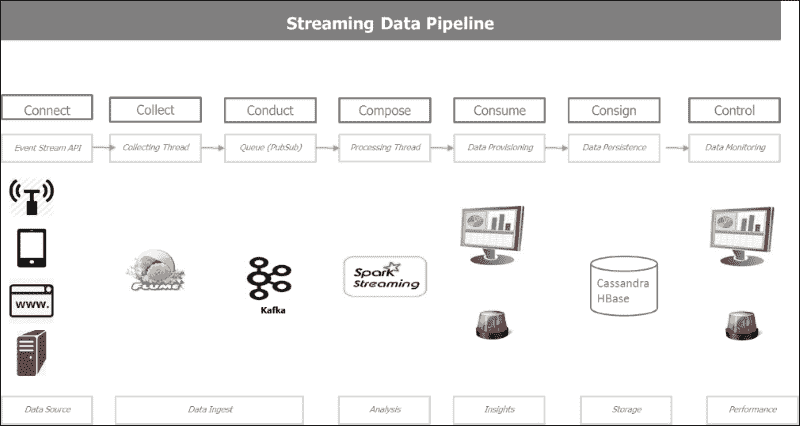 Streaming Data Pipeline
Connect
Collect
Conduct
Compose
Consume
Consign
Control
Event Stream API
Collecting Thread
Queue (PubSub)
Processing Thread
Data Provisioning
Data Persistence
Data Monitoring
www.
flume
Kafka
Spark
Streaming
Cassandra
HBase
Data Source
Data Ingest
Analysis
Insights
Storage
Performance